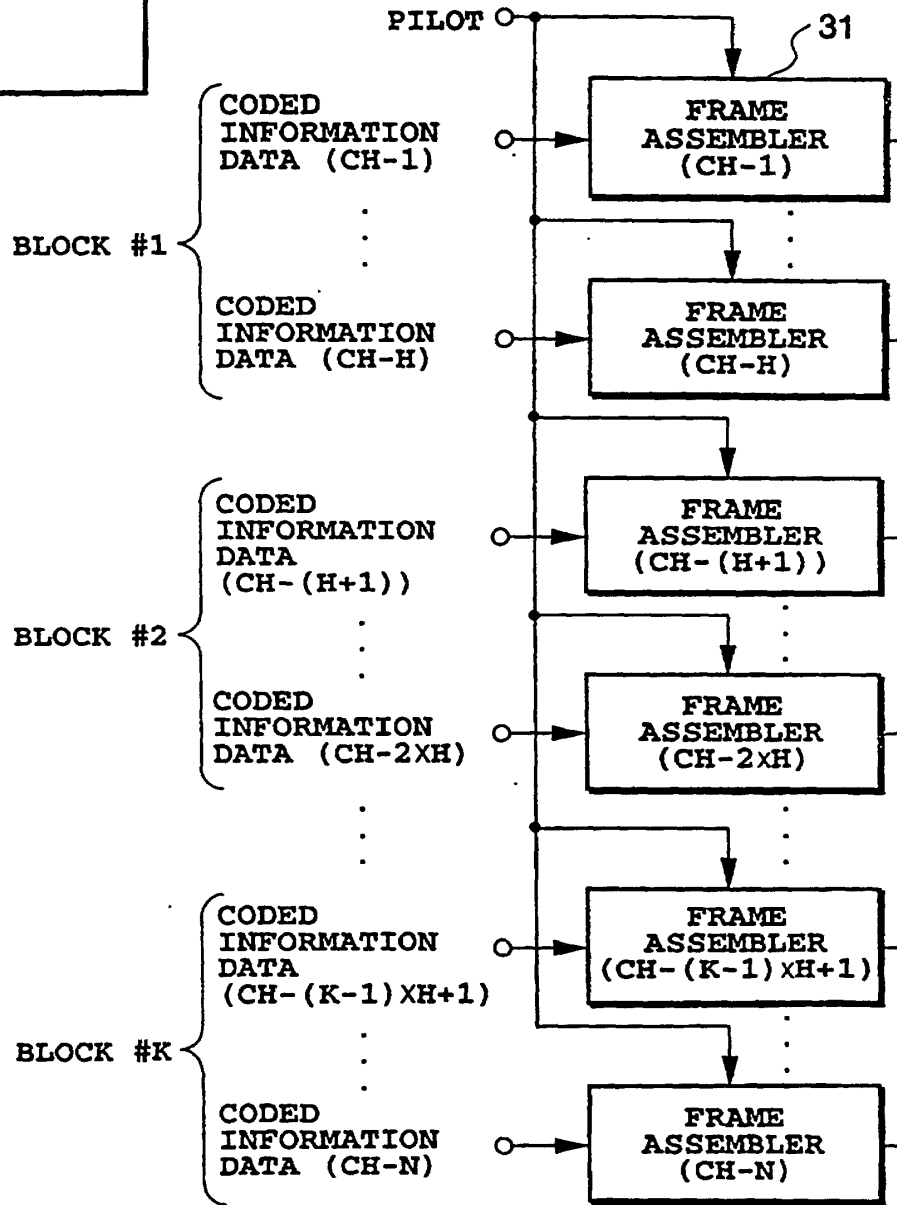 PILOT
31
CODED
INFORMATION
DATA (CH-1)
FRAME
ASSEMBLER
(CH-1)
BLOCK #1
CODED
INFORMATION
DATA (CH-H)
FRAME
ASSEMBLER
(CH-H)
CODED
INFORMATION
DATA
(CH-(H+1))
FRAME
ASSEMBLER
(CH-(H+1))
BLOCK #2
CODED
INFORMATION
DATA (CH-2XH)
FRAME
ASSEMBLER
(CH-2xH)
CODED
INFORMATION
DATA
(CH-(K-1)XH+1)
FRAME
ASSEMBLER
(CH-(K-1)xH+1)
BLOCK #K
CODED
INFORMATION
DATA (CH-N)
FRAME
ASSEMBLER
(CH-N)